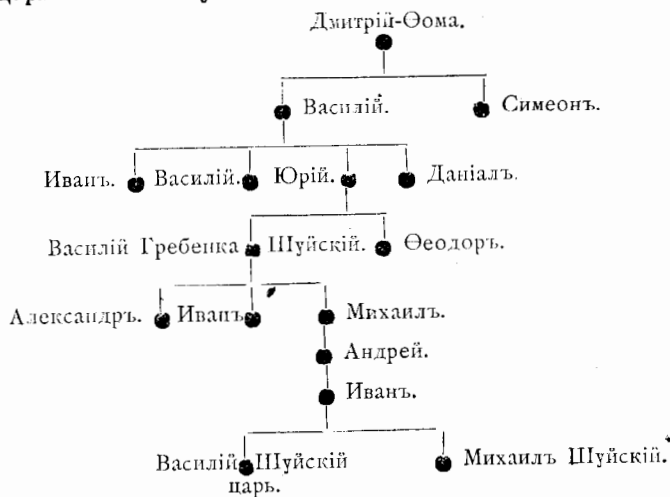 Дмитрій-Ѳома.
Василій. Симеонъ.
Иванъ. Василій. Юрій. Даніалъ.
Василій Гребенка Шуйскій. Ѳеодоръ.
Александръ. Иванъ Михаилъ.
Андрей.
Иванъ.
Василій Шуйскій Михаилъ Шуйскій.
царь.